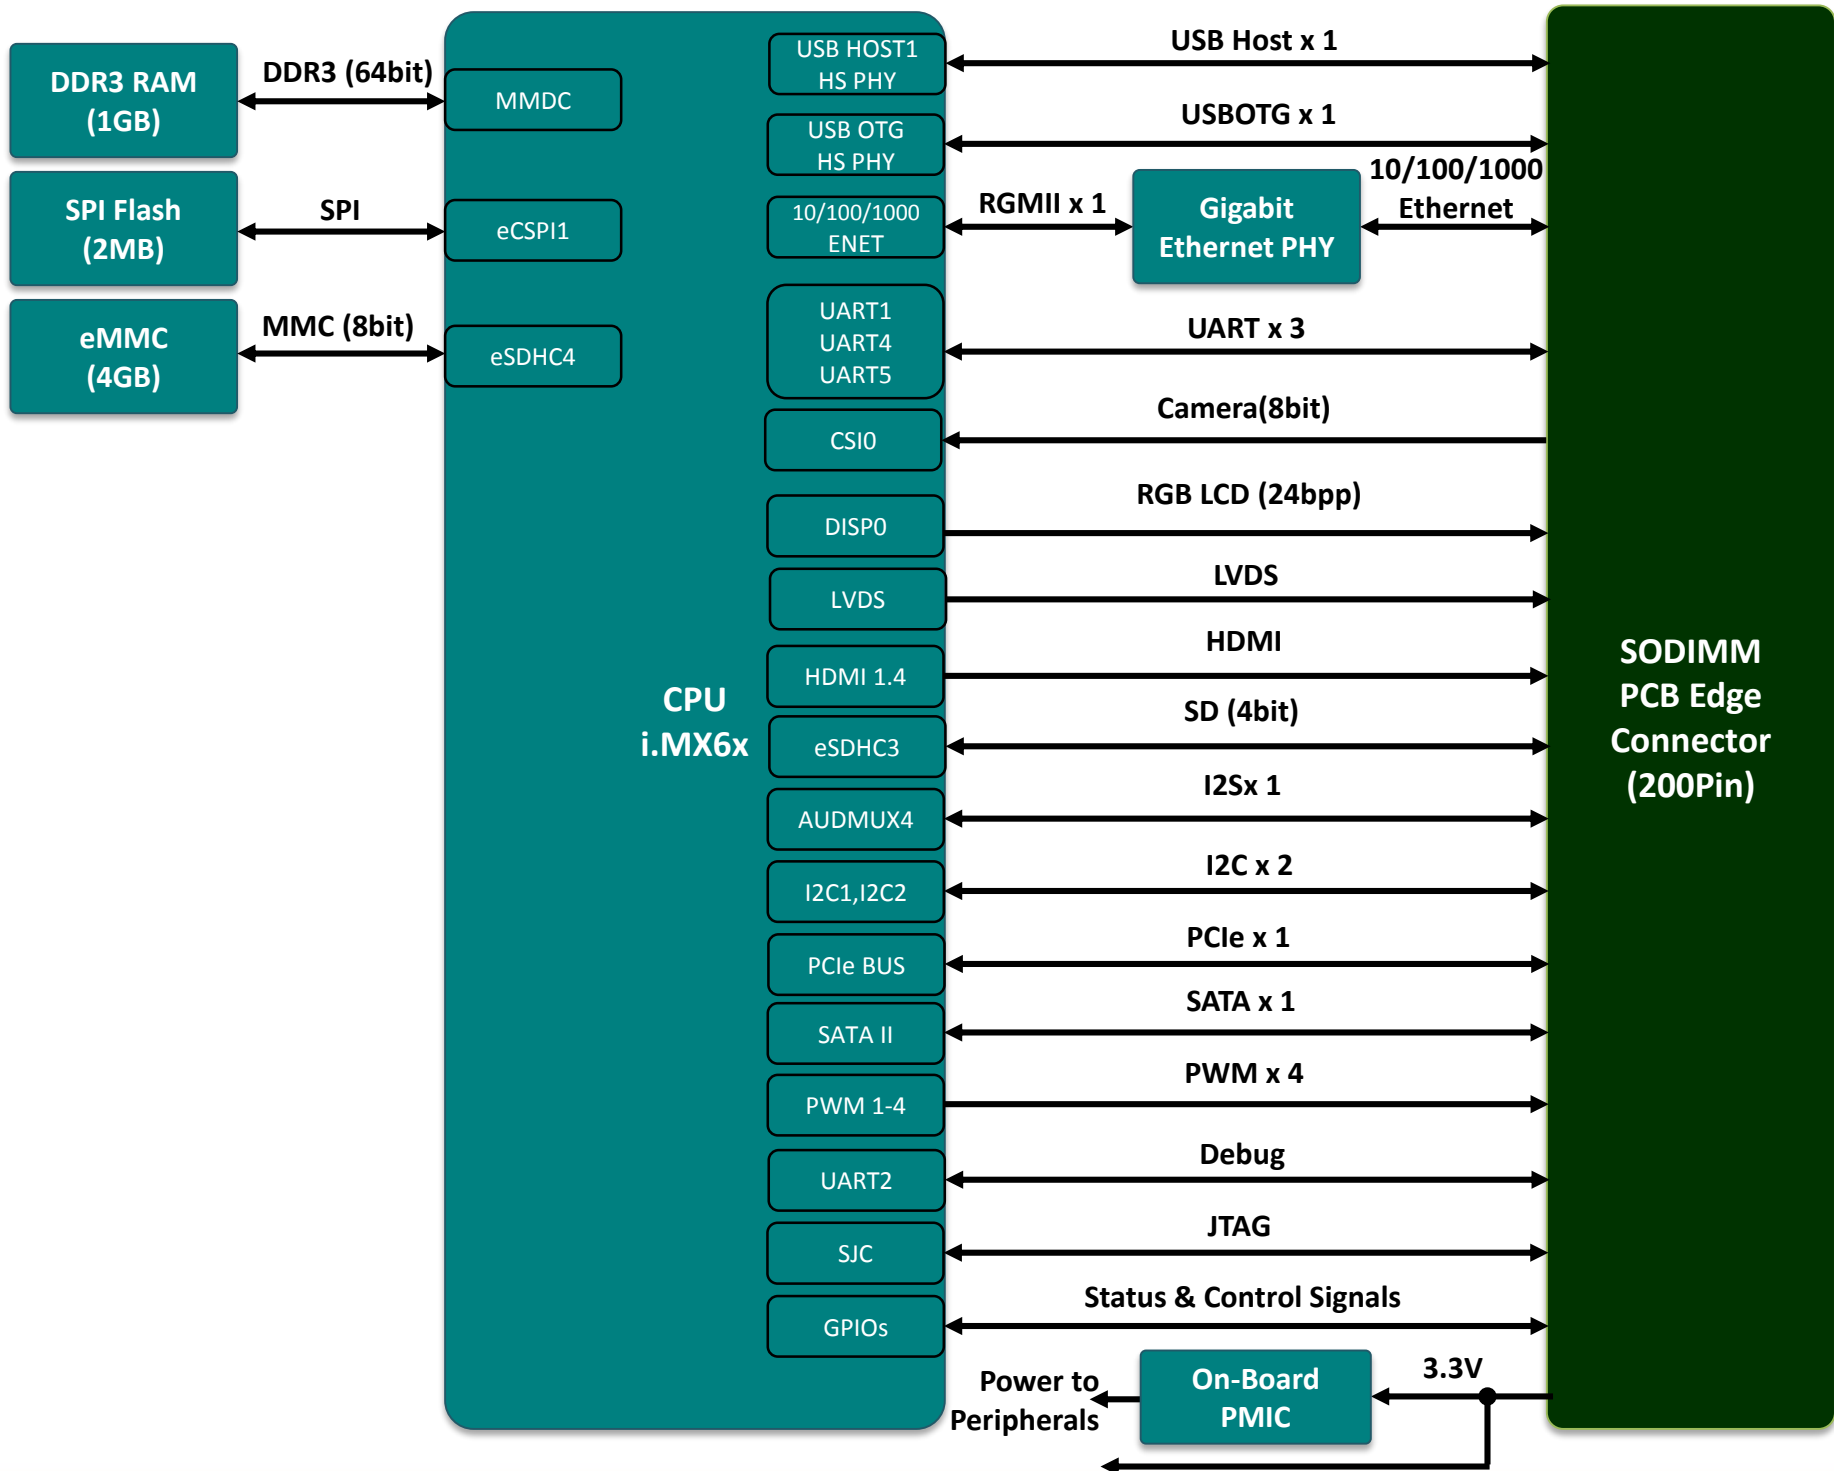 DDR3 RAM
(1GB)
DDR3 (64bit)
MMDC
SPI Flash
(2MB)
SPI
eCSPI1
eMMC
(4GB)
MMC (8bit)
eSDHC4
CPU
i.MX6x
USB HOST1
HS PHY
USB Host x 1
USB OTG
HS PHY
USBOTG x 1
10/100/1000
ENET
RGMII x 1
Gigabit
Ethernet PHY
10/100/1000
Ethernet
UART1
UART4
UART5
UART x 3
CSI0
Camera(8bit)
DISP0
RGB LCD (24bpp)
LVDS
LVDS
HDMI 1.4
HDMI
eSDHC3
SD (4bit)
AUDMUX4
I2Sx 1
I2C1,I2C2
I2C x 2
PCIe BUS
PCIe x 1
SATA II
SATA x 1
PWM 1-4
PWM x 4
UART2
Debug
SJC
JTAG
GPIOs
Status & Control Signals
Power to
Peripherals
On-Board
PMIC
3.3V
SODIMM
PCB Edge
Connector
(200Pin)